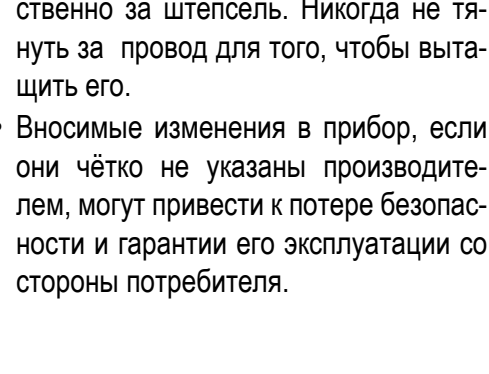 ственно за штепсель. Никогда не тя-
нуть за провод для того, чтобы выта-
щить его.
• Вносимые изменения в прибор, если
они чётко не указаны производите-
лем, могут привести к потере безопас-
ности и гарантии его эксплуатации со
стороны потребителя.